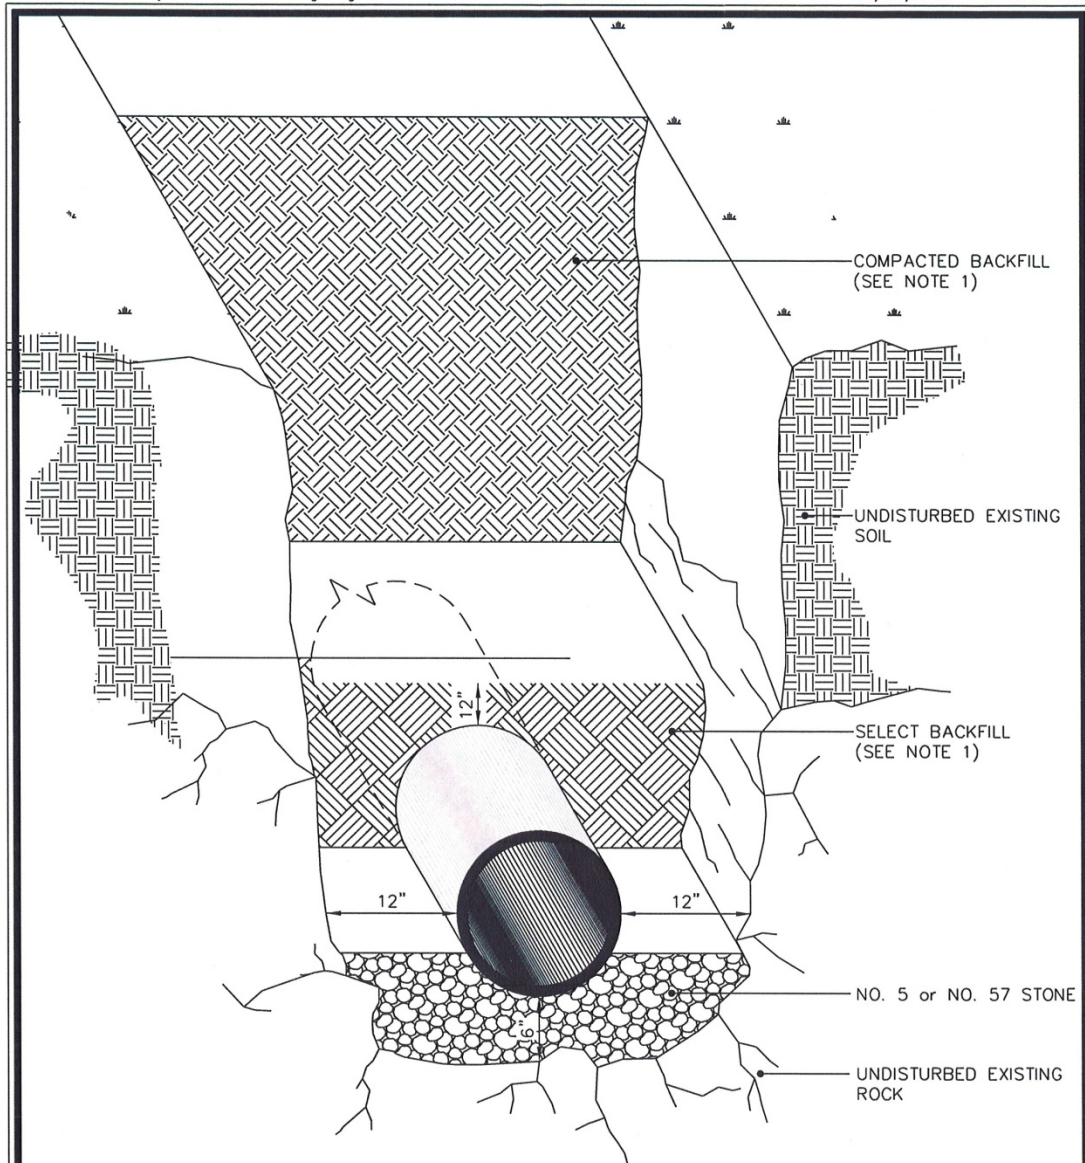 COMPACTED BACKFILL
(SEE NOTE 1)
UNDISTURBED EXISTING
SOIL
12"
SELECT BACKFILL
(SEE NOTE 1)
12"
12"
NO. 5 or NO. 57 STONE
6"
UNDISTURBED EXISTING
ROCK